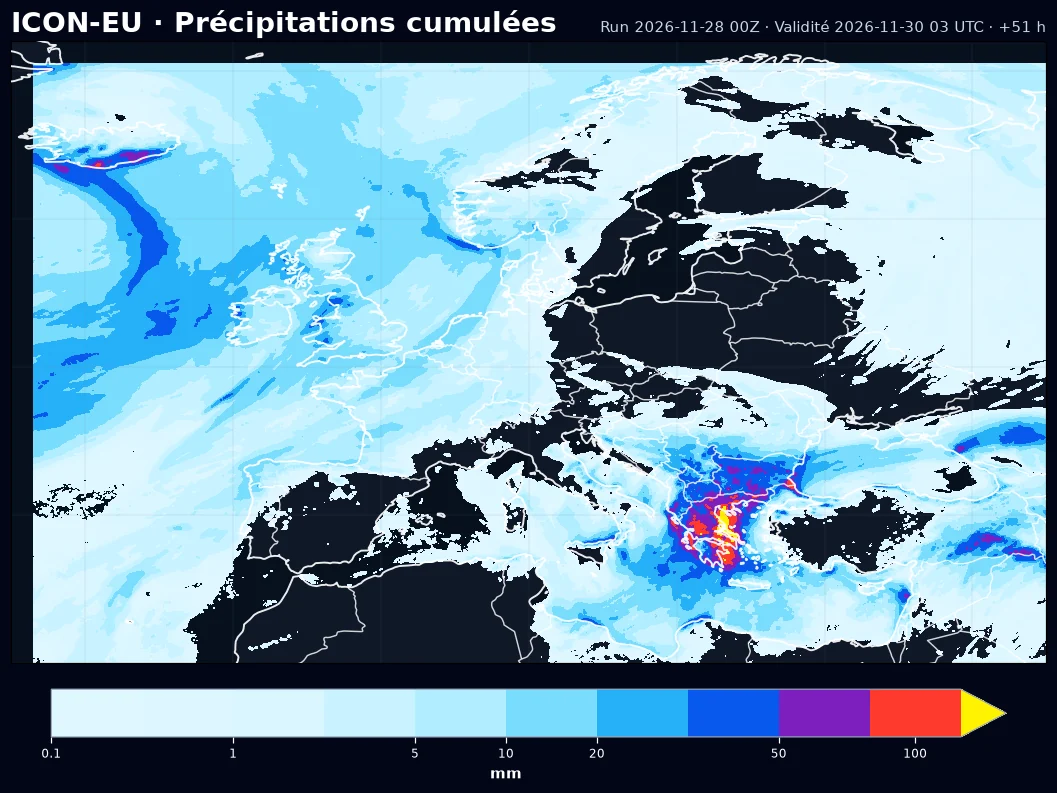 ICON-EU · Précipitations cumulées
Run 2026-11-28 00Z · Validité 2026-11-30 03 UTC · +51 h
0.1 1 5 10 20 50 100
mm